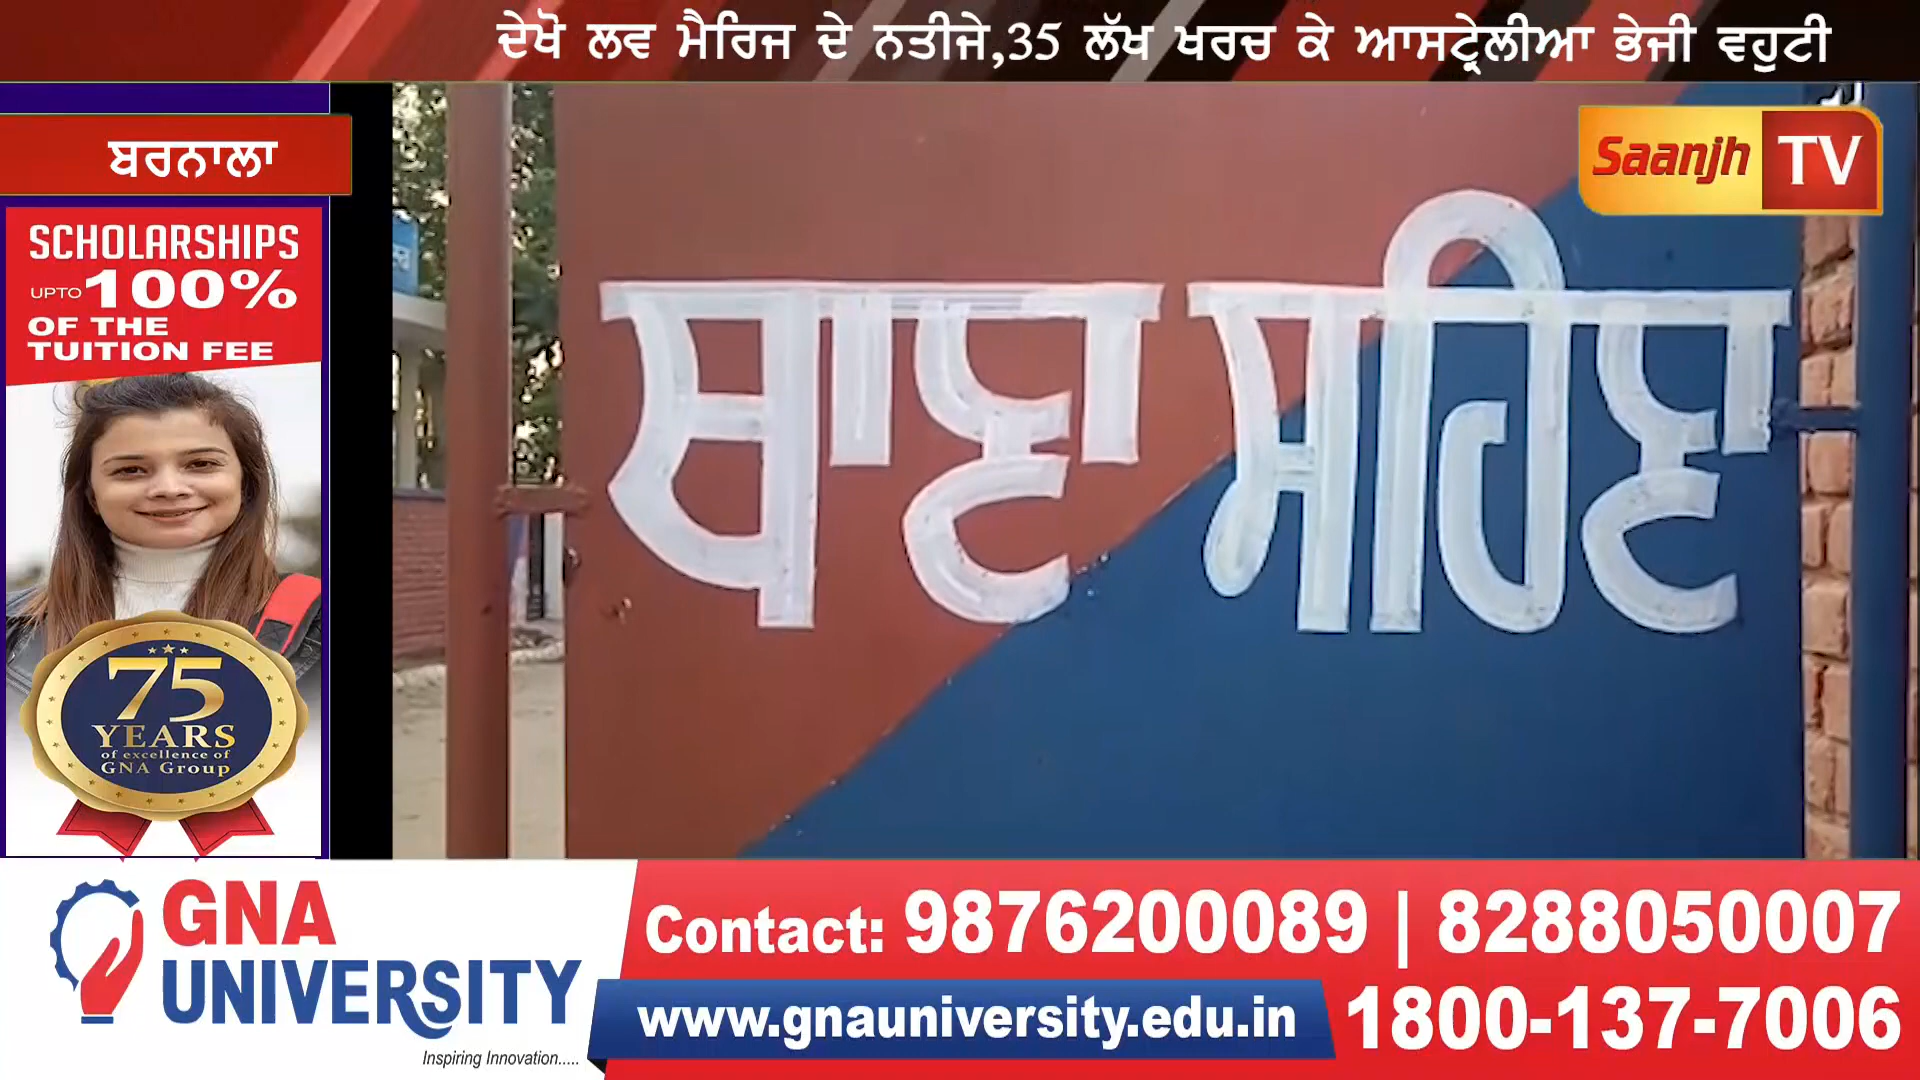 ਦੇਖੋ ਲਵ ਮੈਰਿਜ ਦੇ ਨਤੀਜੇ,35 ਲੱਖ ਖਰਚ ਕੇ ਆਸਟ੍ਰੇਲੀਆ ਭੇਜੀ ਵਹੁਟੀ
ਬਰਨਾਲਾ
Saanjh TV
SCHOLARSHIPS
UPTO 100%
OF THE
TUITION FEE
ਥਾਣਾ ਸਹਿਣਾ
75
YEARS
of excellence of
GNA Group
GNA
UNIVERSITY
Inspiring Innovation.....
Contact: 9876200089 | 8288050007
www.gnauniversity.edu.in 1800-137-7006